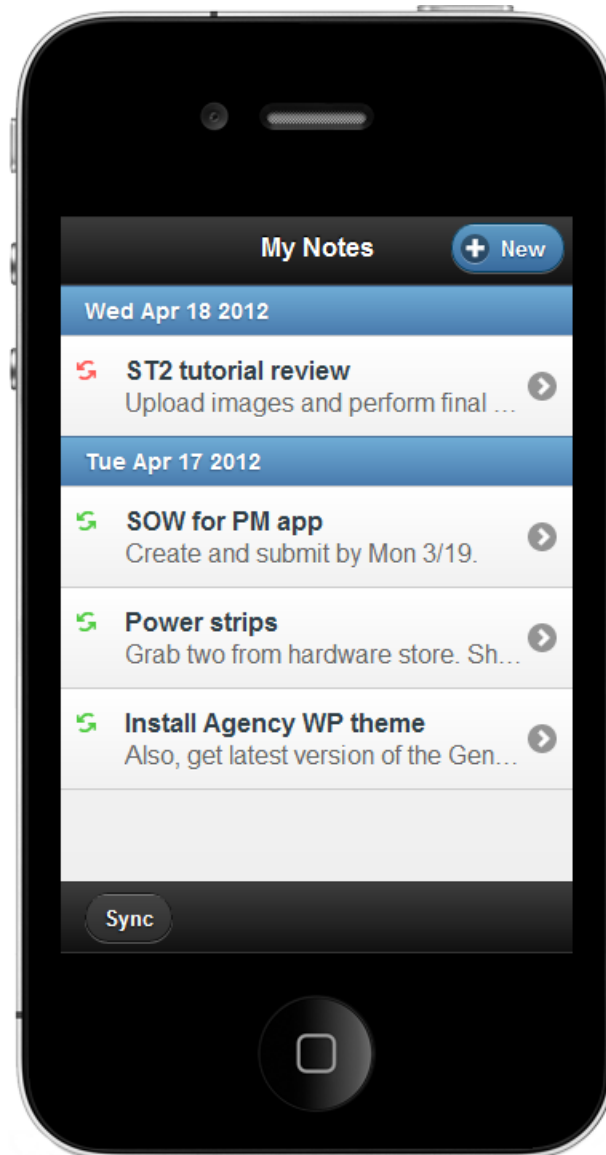 My Notes
New
Wed Apr 18 2012
ST2 tutorial review
Upload images and perform final ...
Tue Apr 17 2012
SOW for PM app
Create and submit by Mon 3/19.
Power strips
Grab two from hardware store. Sh...
Install Agency WP theme
Also, get latest version of the Gen...
Sync